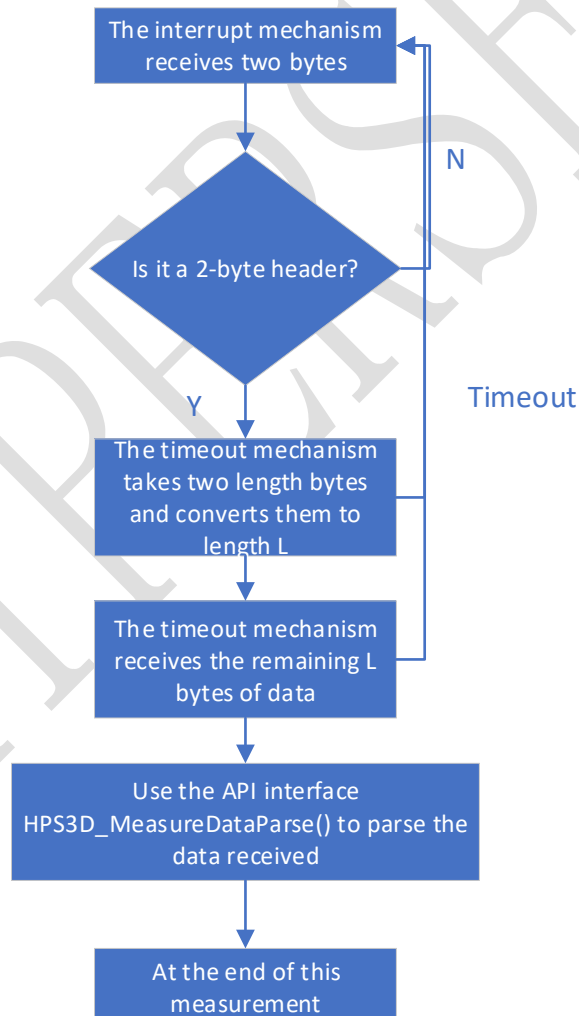 The interrupt mechanism
receives two bytes
N
Is it a 2-byte header?
Timeout
Y
The timeout mechanism
takes two length bytes
and converts them to
length L
The timeout mechanism
receives the remaining L
bytes of data
Use the API interface
HPS3D_MeasureDataParse() to parse the
data received
At the end of this
measurement